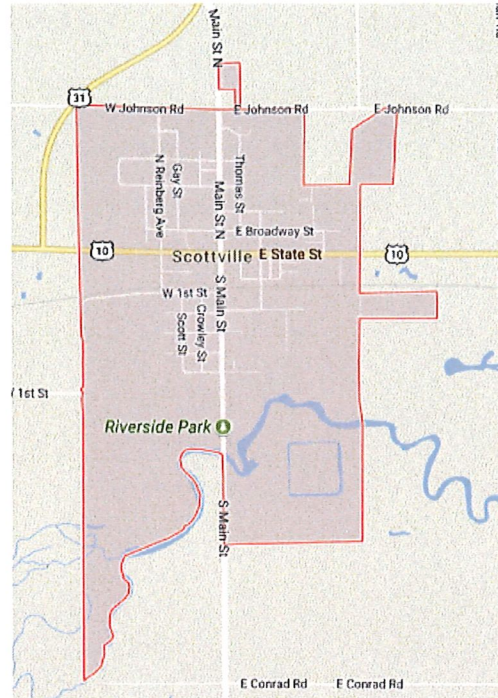 Main St N
31
W Johnson Rd
E Johnson Rd
E Johnson Rd
N Reinberg Ave
Gay St
Thomas St
Main St N
E Broadway St
10
Scottville
E State St
10
W 1st St
S Main St
Crowley St
Scott St
1st St
Riverside Park
S Main St
E Conrad Rd
E Conrad Rd